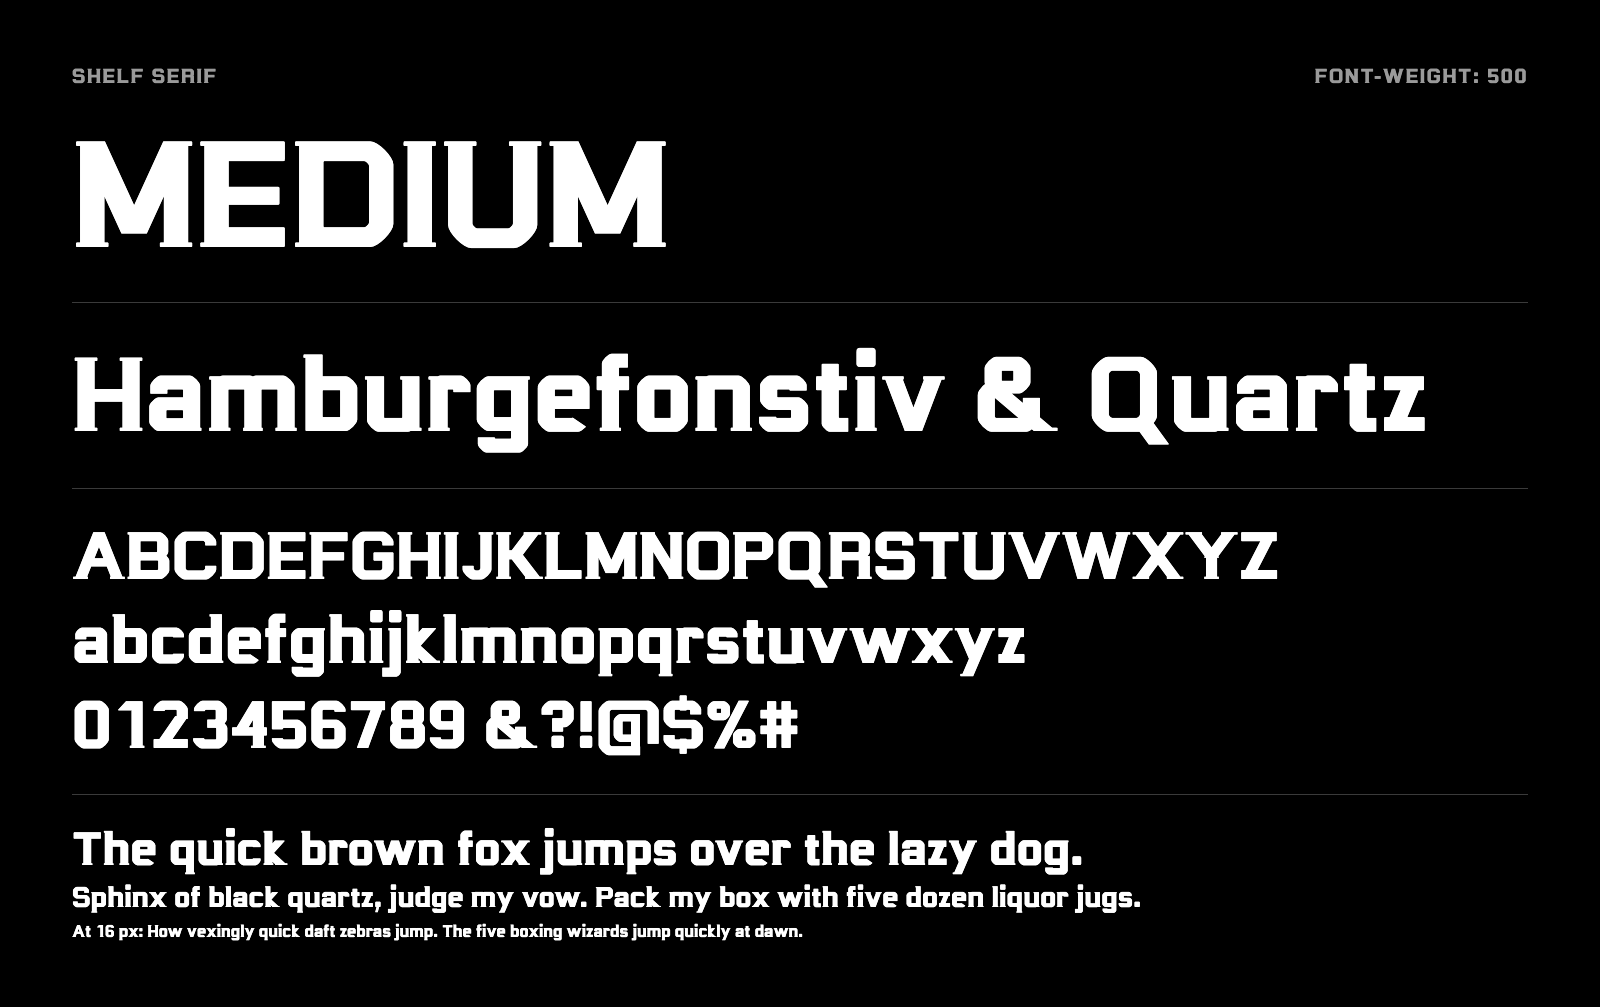 SHELF SERIF
FONT-WEIGHT: 500
MEDIUM
Hamburgefonstiv & Quartz
ABCDEFGHIJKLMNOPQRSTUVWXYZ
abcdefghijklmnopqrstuvwxyz
0123456789 &?!@$%#
The quick brown fox jumps over the lazy dog.
Sphinx of black quartz, judge my vow. Pack my box with five dozen liquor jugs.
At 16 px: How vexingly quick daft zebras jump. The five boxing wizards jump quickly at dawn.